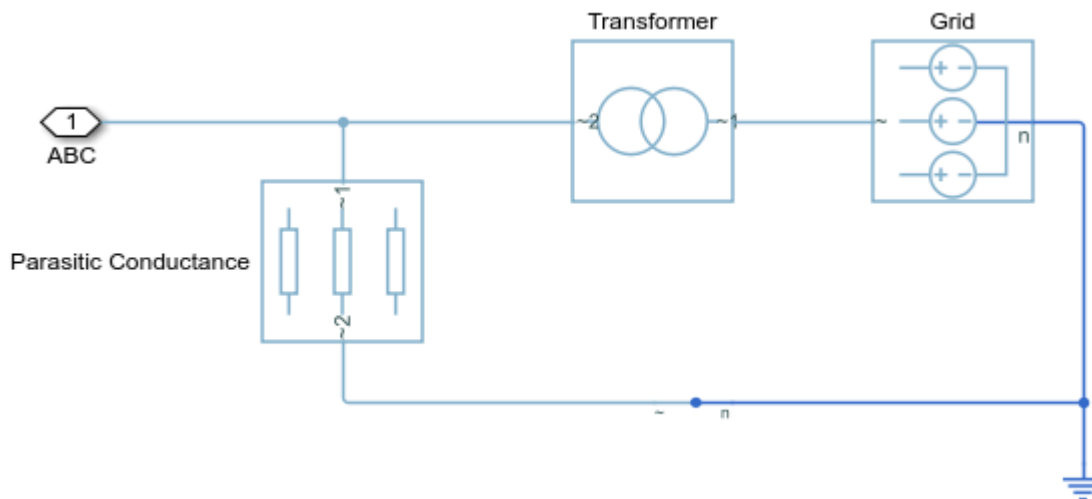 Transformer
Grid
1
ABC
~2
~1
~
n
~1
Parasitic Conductance
~2
~
n